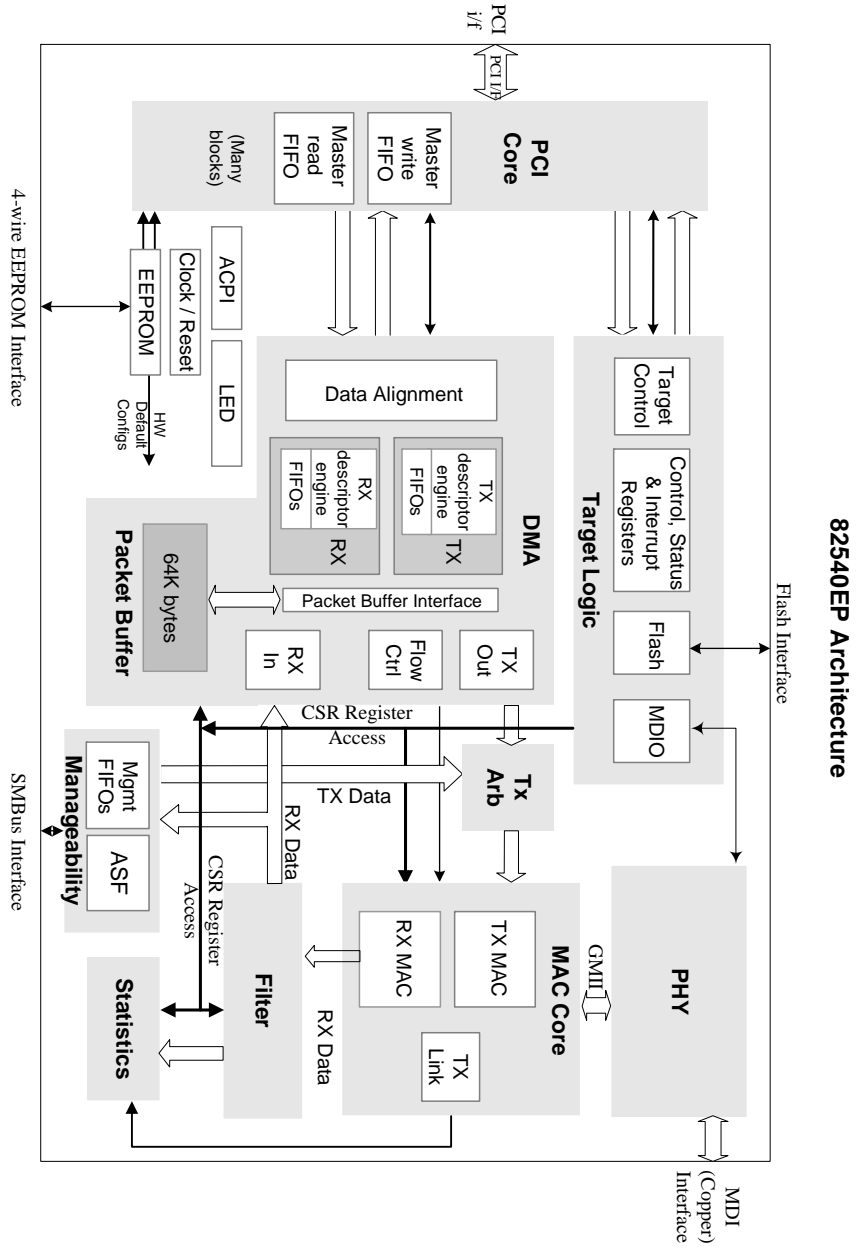 82540EP Architecture
PCI
i/f
PCI I/F
PCI
Core
Master
write
FIFO
Master
read
FIFO
(Many
blocks)
4-wire EEPROM Interface
ACPI
LED
Clock / Reset
EEPROM
HW
Default
Configs
Target Logic
Target
Control
Control, Status
& Interrupt
Registers
Flash
MDIO
Flash Interface
DMA
Data Alignment
TX
descriptor
engine
FIFOs
TX
RX
descriptor
engine
FIFOs
RX
Packet Buffer Interface
TX
Out
Flow
Ctrl
RX
In
64K bytes
Packet Buffer
CSR Register
Access
Tx
Arb
TX Data
RX Data
Mgmt
FIFOs
ASF
Manageability
SMBus Interface
CSR Register
Access
PHY
GMII
MAC Core
TX MAC
RX MAC
TX
Link
RX Data
Filter
Statistics
MDI
(Copper)
Interface